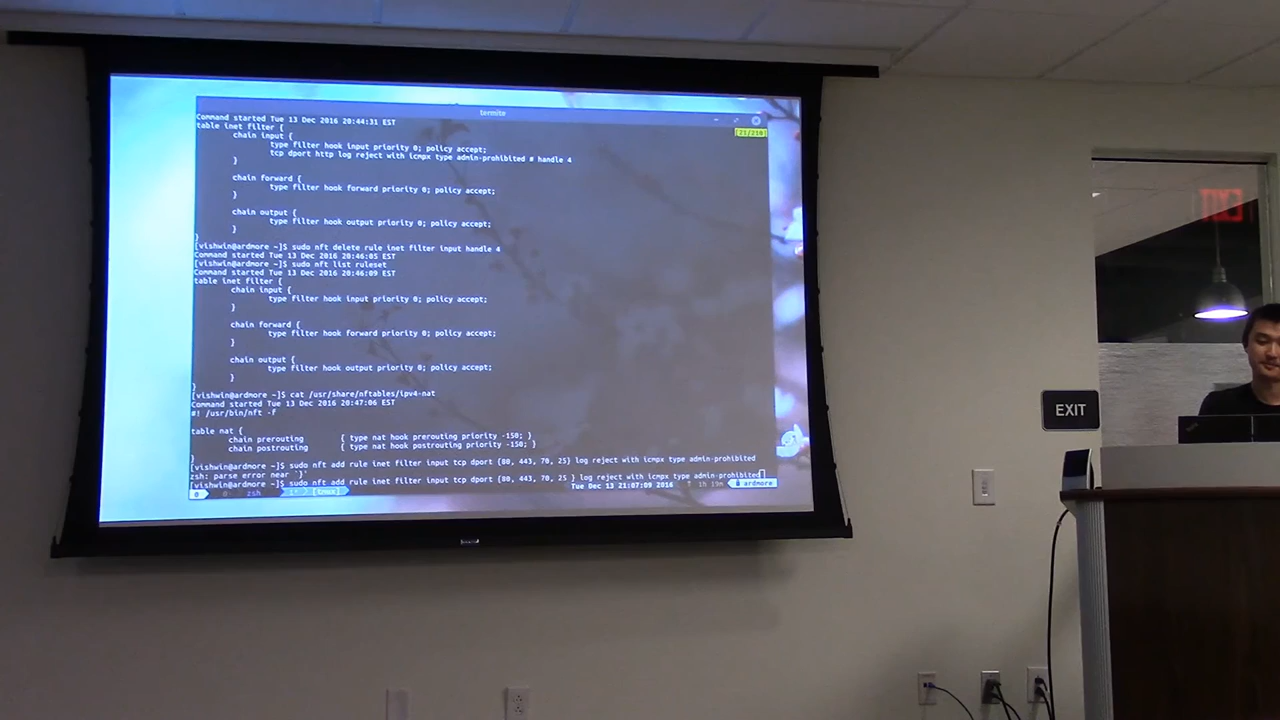 termite
Command started Tue 13 Dec 2016 20:44:31 EST
[21/210]
table inet filter {
chain input {
type filter hook input priority 0; policy accept;
tcp dport http log reject with icmpx type admin-prohibited # handle 4
}
chain forward {
type filter hook forward priority 0; policy accept;
}
chain output {
type filter hook output priority 0; policy accept;
}
}
[vishwin@ardmore ~]$ sudo nft delete rule inet filter input handle 4
Command started Tue 13 Dec 2016 20:46:05 EST
[vishwin@ardmore ~]$ sudo nft list ruleset
Command started Tue 13 Dec 2016 20:46:09 EST
table inet filter {
chain input {
type filter hook input priority 0; policy accept;
}
chain forward {
type filter hook forward priority 0; policy accept;
}
chain output {
type filter hook output priority 0; policy accept;
}
}
[vishwin@ardmore ~]$ cat /usr/share/nftables/ipv4-nat
Command started Tue 13 Dec 2016 20:47:06 EST
#! /usr/bin/nft -f
table nat {
chain prerouting { type nat hook prerouting priority -150; }
chain postrouting { type nat hook postrouting priority -150; }
}
[vishwin@ardmore ~]$ sudo nft add rule inet filter input tcp dport {80, 443, 70, 25} log reject with icmpx type admin-prohibited
zsh: parse error near `}'
[vishwin@ardmore ~]$ sudo nft add rule inet filter input tcp dport {80, 443, 70, 25 } log reject with icmpx type admin-prohibited
0 0 zsh 1* [tmux] Tue Dec 13 21:07:09 2016 ↑ 1h 19m ardmore
EXIT